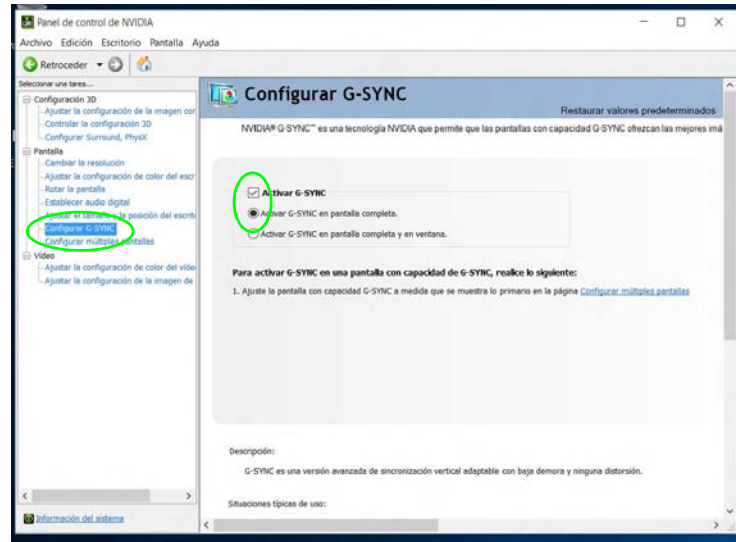 Panel de control de NVIDIA
Archivo Edición Escritorio Pantalla Ayuda
Retroceder
Seleccionar una tarea...
Configuración 3D
Ajustar la configuración de la imagen cor
Controlar la configuración 3D
Configurar Surround, PhysX
Pantalla
Cambiar la resolución
Ajustar la configuración de color del escr
Rotar la pantalla
Establecer audio digital
Ajustar el tamaño y la posición del escrito
Configurar G-SYNC
Configurar múltiples pantallas
Vídeo
Ajustar la configuración de color del víde
Ajustar la configuración de la imagen de
Información del sistema
Configurar G-SYNC
Restaurar valores predeterminados
NVIDIA® G-SYNC™ es una tecnología NVIDIA que permite que las pantallas con capacidad G-SYNC ofrezcan las mejores imá
Activar G-SYNC
Activar G-SYNC en pantalla completa.
Activar G-SYNC en pantalla completa y en ventana.
Para activar G-SYNC en una pantalla con capacidad de G-SYNC, realice lo siguiente:
1. Ajuste la pantalla con capacidad G-SYNC a medida que se muestra lo primario en la página Configurar múltiples pantallas
Descripción:
G-SYNC es una versión avanzada de sincronización vertical adaptable con baja demora y ninguna distorsión.
Situaciones típicas de uso: